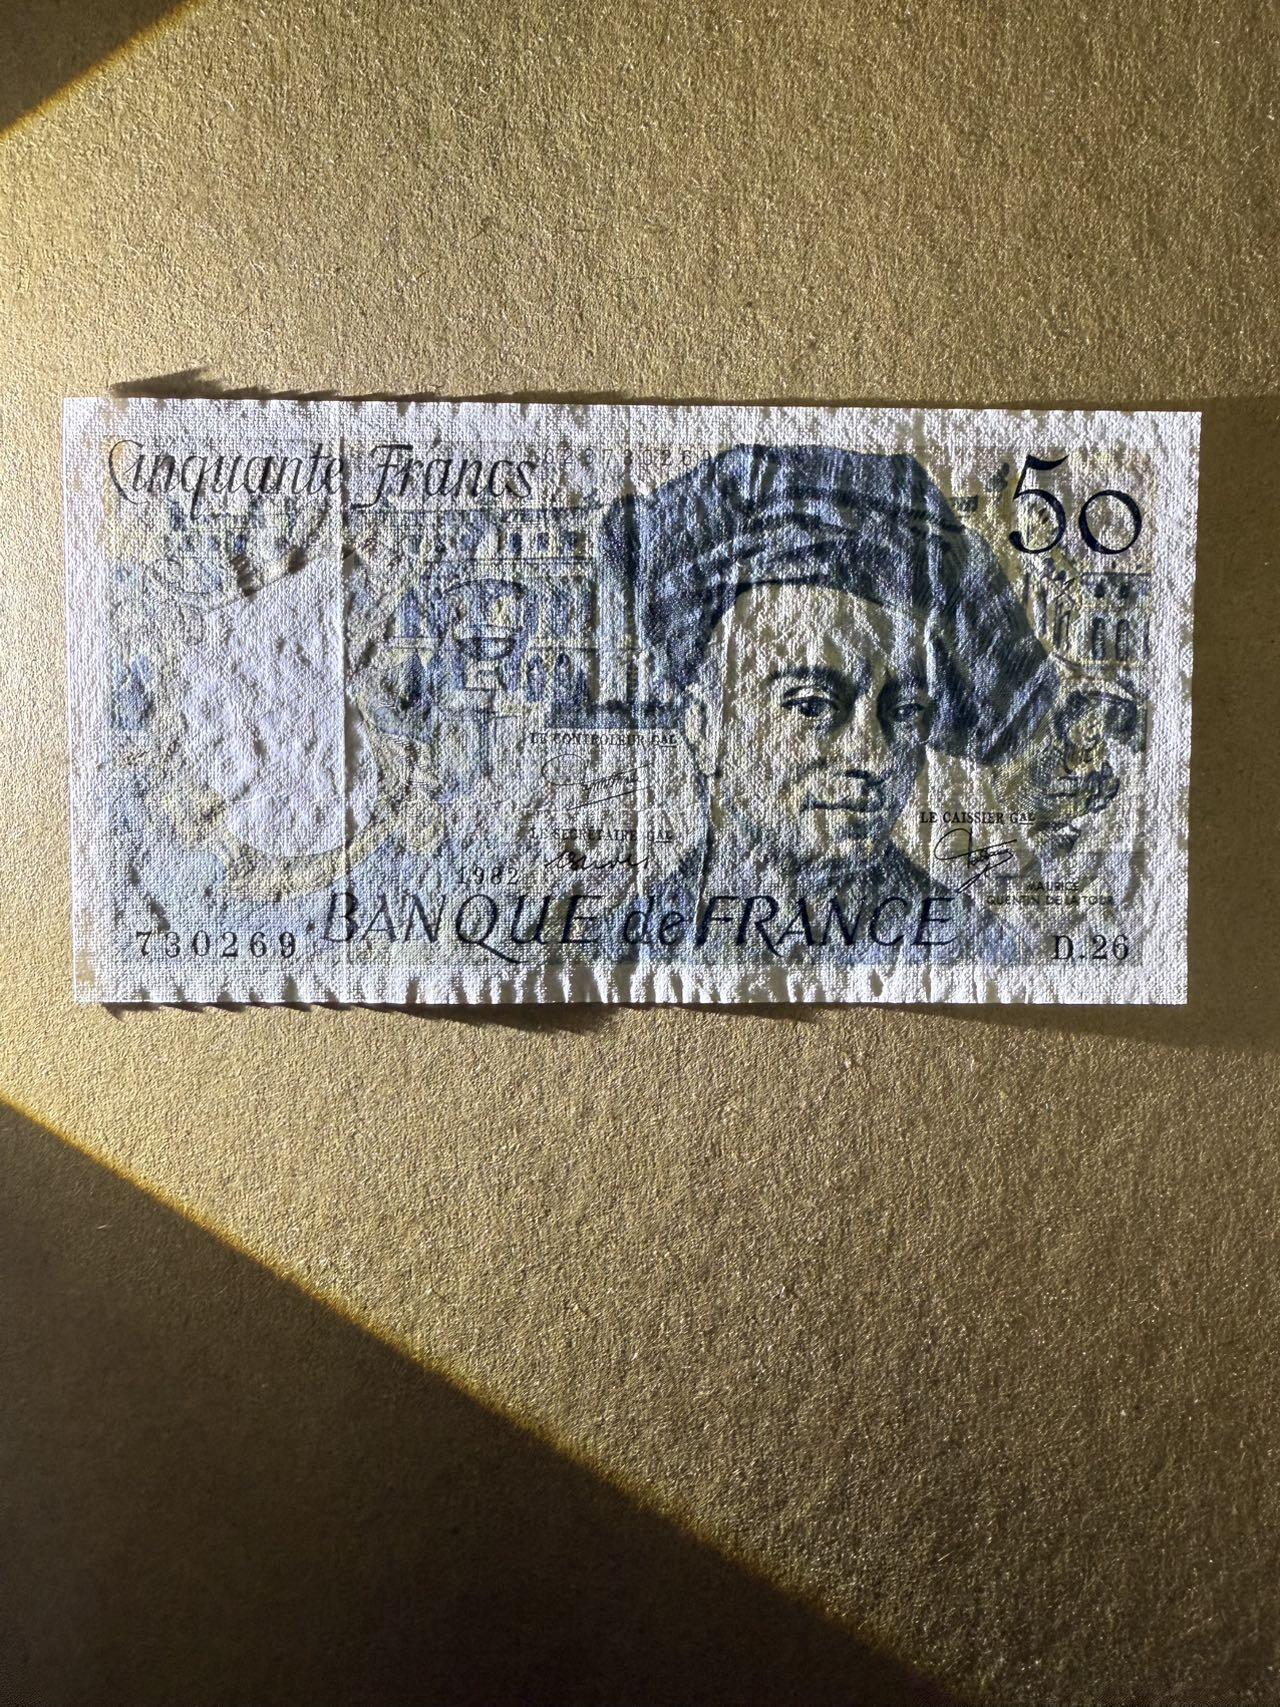 Cinquante Francs
50
LE CONTROLEUR GAL
LE SECRÉTAIRE GAL
LE CAISSIER GAL
1982
MAURICE
QUENTIN DE LA TOUR
BANQUE de FRANCE
730269
D.26